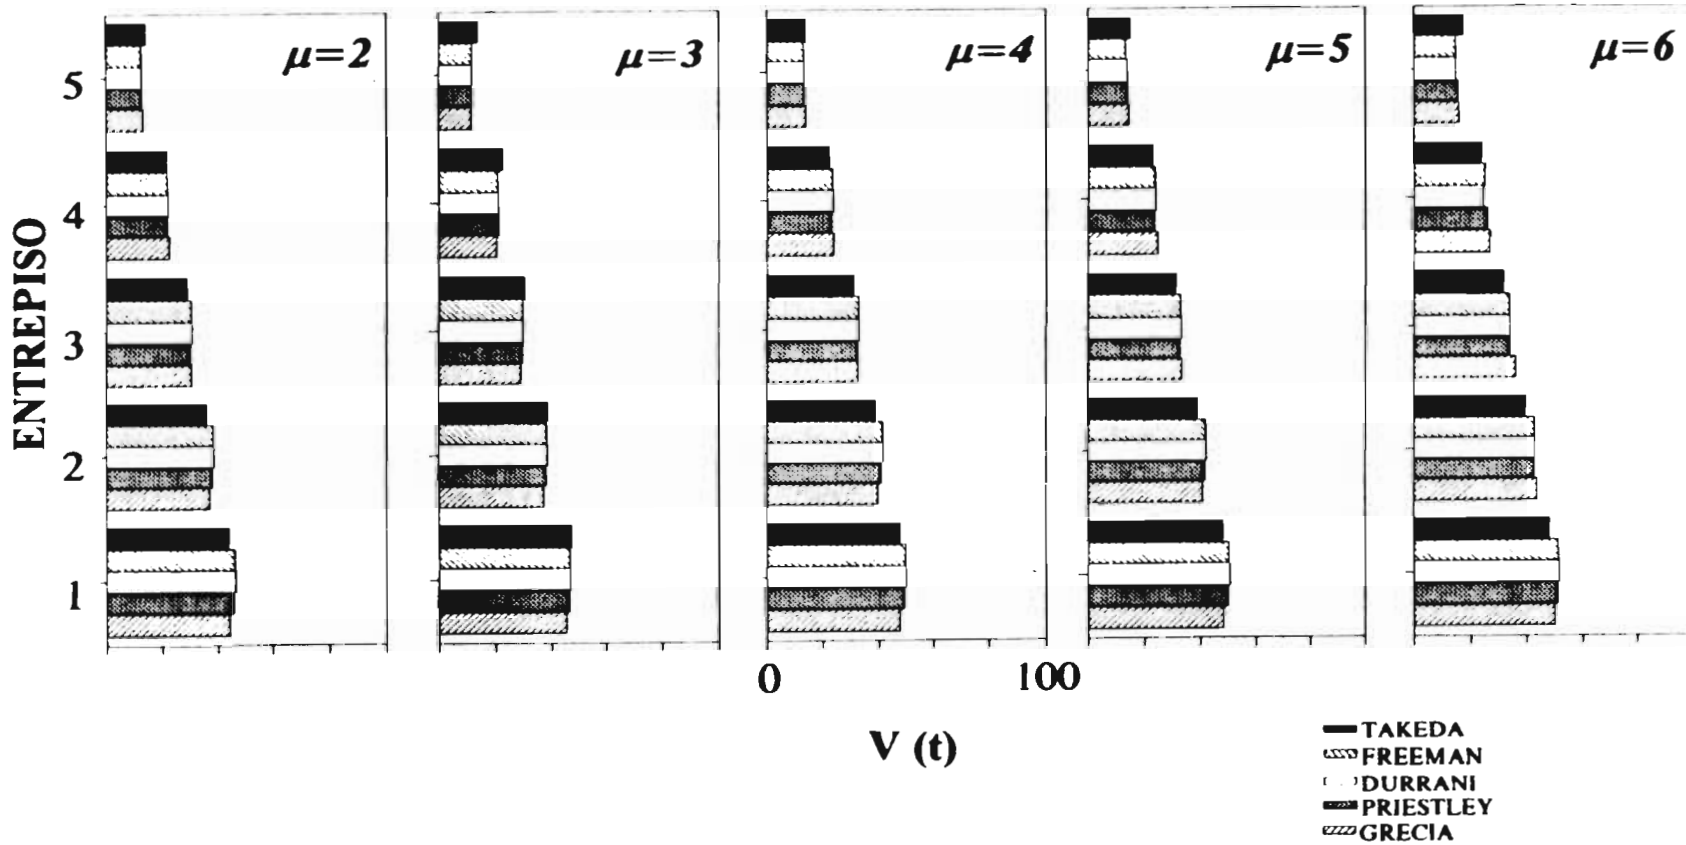 μ=2
μ=3
μ=4
μ=5
μ=6
ENTREPISO
5
4
3
2
1
0
100
V (t)
TAKEDA
FREEMAN
DURRANI
PRIESTLEY
GRECIA